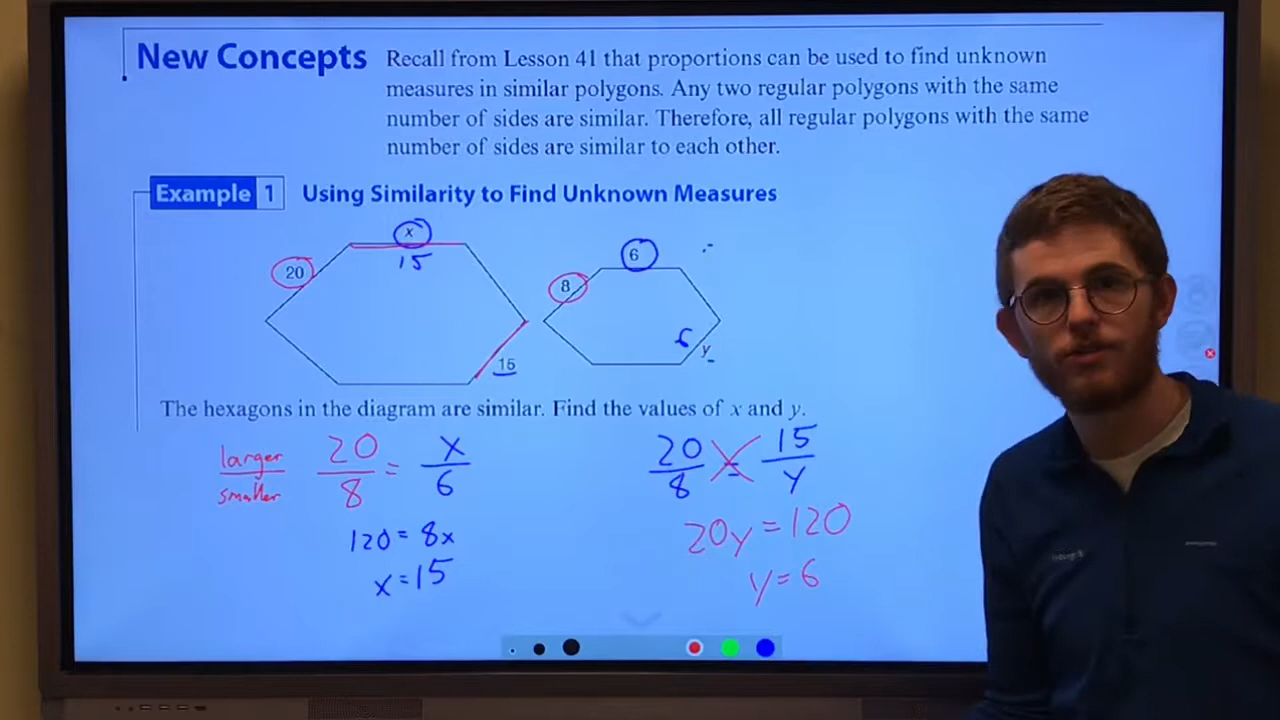 New Concepts Recall from Lesson 41 that proportions can be used to find unknown
measures in similar polygons. Any two regular polygons with the same
number of sides are similar. Therefore, all regular polygons with the same
number of sides are similar to each other.
Example 1 Using Similarity to Find Unknown Measures
x
15
20
15
6
8
6
y
The hexagons in the diagram are similar. Find the values of x and y.
larger
smaller
20/8 = x/6
120 = 8x
x = 15
20/8 = 15/y
20y = 120
y = 6